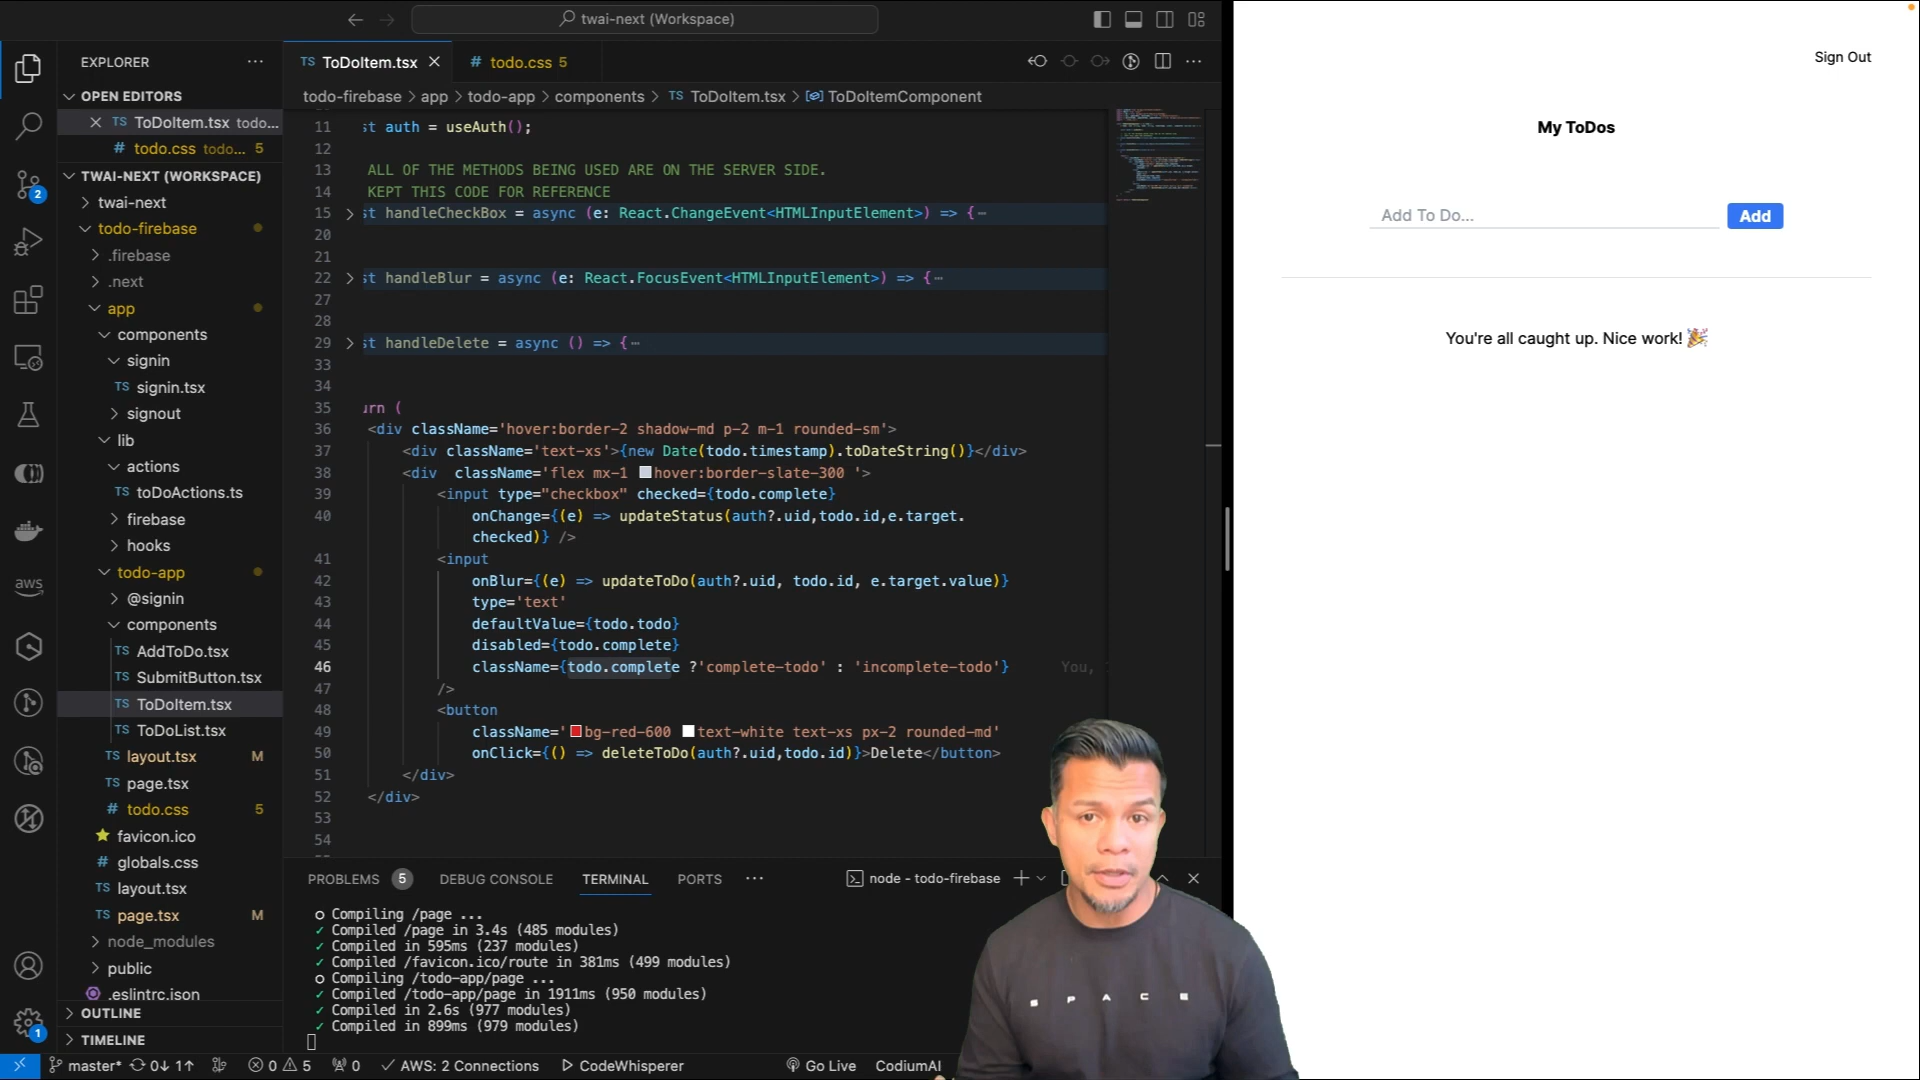 twai-next (Workspace)
EXPLORER
OPEN EDITORS
ToDoItem.tsx todo...
todo.css todo... 5
TWAI-NEXT (WORKSPACE)
twai-next
todo-firebase
.firebase
.next
app
components
signin
signin.tsx
signout
lib
actions
toDoActions.ts
firebase
hooks
todo-app
@signin
components
AddToDo.tsx
SubmitButton.tsx
ToDoItem.tsx
ToDoList.tsx
layout.tsx M
page.tsx
todo.css 5
favicon.ico
globals.css
layout.tsx
page.tsx M
node_modules
public
.eslintrc.json
OUTLINE
TIMELINE
2
aws
1
ToDoItem.tsx
todo.css 5
todo-firebase > app > todo-app > components > TS ToDoItem.tsx > ToDoItemComponent
11 st auth = useAuth();
12
13 ALL OF THE METHODS BEING USED ARE ON THE SERVER SIDE.
14 KEPT THIS CODE FOR REFERENCE
15 st handleCheckBox = async (e: React.ChangeEvent<HTMLInputElement>) => {⋯
20
21
22 st handleBlur = async (e: React.FocusEvent<HTMLInputElement>) => {⋯
27
28
29 st handleDelete = async () => {⋯
33
34
35 urn (
36 <div className='hover:border-2 shadow-md p-2 m-1 rounded-sm'>
37 <div className='text-xs'>{new Date(todo.timestamp).toDateString()}</div>
38 <div  className='flex mx-1 hover:border-slate-300 '>
39 <input type="checkbox" checked={todo.complete}
40 onChange={(e) => updateStatus(auth?.uid,todo.id,e.target.
checked)} />
41 <input
42 onBlur={(e) => updateToDo(auth?.uid, todo.id, e.target.value)}
43 type='text'
44 defaultValue={todo.todo}
45 disabled={todo.complete}
46 className={todo.complete ?'complete-todo' : 'incomplete-todo'} You,
47 />
48 <button
49 className='bg-red-600 text-white text-xs px-2 rounded-md'
50 onClick={() => deleteToDo(auth?.uid,todo.id)}>Delete</button>
51 </div>
52 </div>
53
54
PROBLEMS 5 DEBUG CONSOLE TERMINAL PORTS ⋯ node - todo-firebase
○ Compiling /page ...
✓ Compiled /page in 3.4s (485 modules)
✓ Compiled in 595ms (237 modules)
✓ Compiled /favicon.ico/route in 381ms (499 modules)
○ Compiling /todo-app/page ...
✓ Compiled /todo-app/page in 1911ms (950 modules)
✓ Compiled in 2.6s (977 modules)
✓ Compiled in 899ms (979 modules)
master* 0↓ 1↑ 0 5 0 AWS: 2 Connections CodeWhisperer Go Live CodiumAI
Sign Out
My ToDos
Add To Do...
Add
You're all caught up. Nice work! 🎉
SPACE